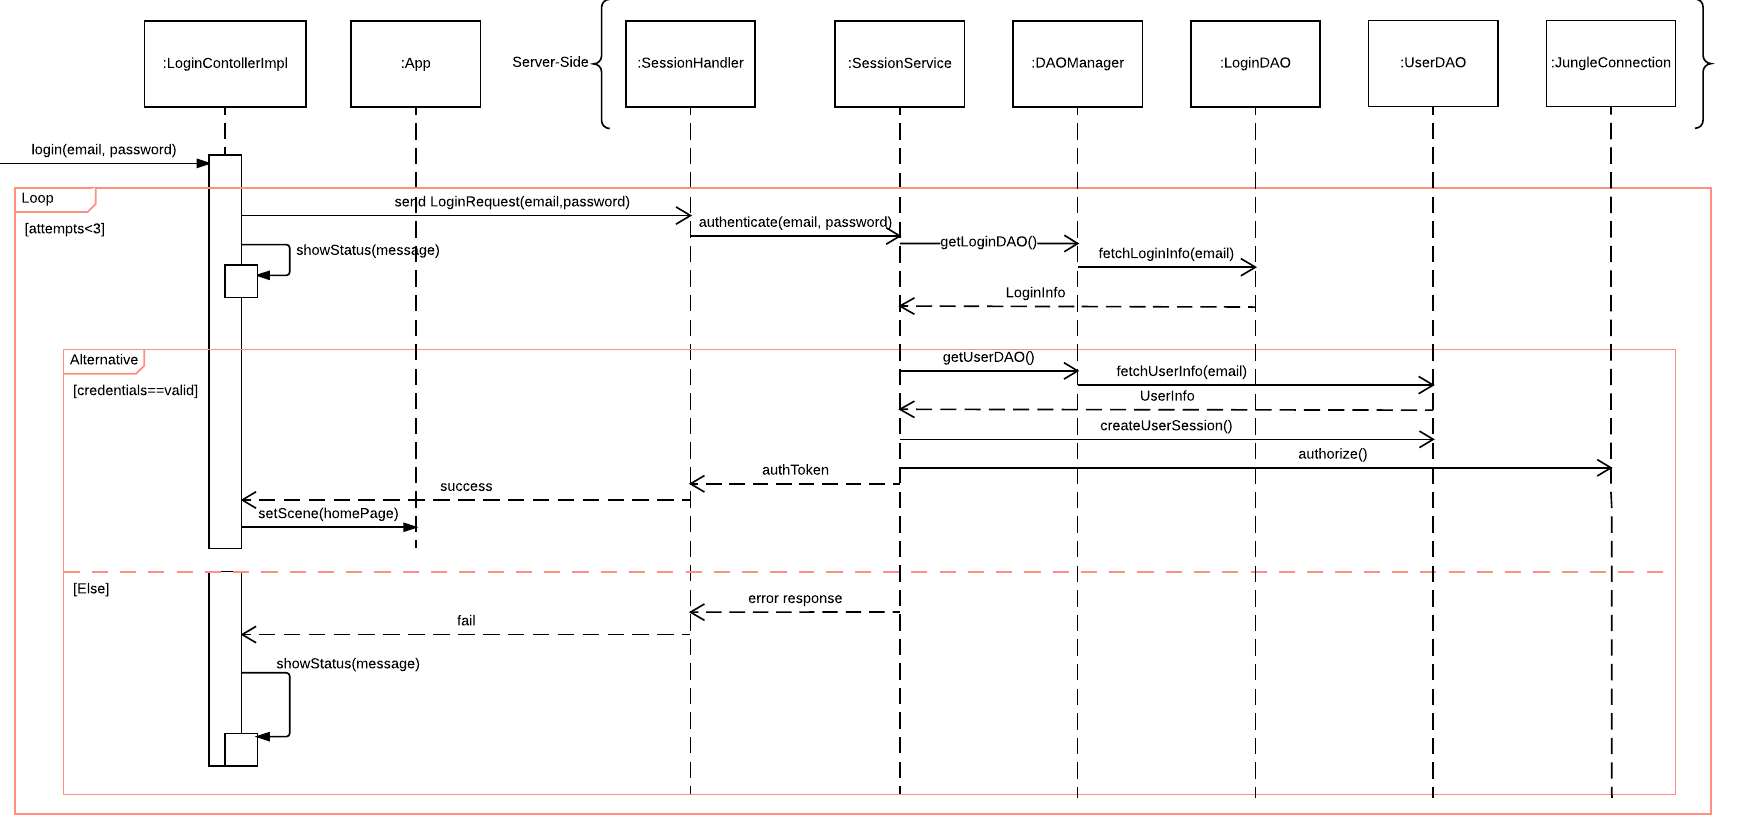 :LoginContollerImpl
:App
Server-Side
:SessionHandler
:SessionService
:DAOManager
:LoginDAO
:UserDAO
:JungleConnection
login(email, password)
Loop
[attempts<3]
send LoginRequest(email,password)
authenticate(email, password)
getLoginDAO()
showStatus(message)
fetchLoginInfo(email)
LoginInfo
Alternative
[credentials==valid]
getUserDAO()
fetchUserInfo(email)
UserInfo
createUserSession()
authorize()
authToken
success
setScene(homePage)
[Else]
error response
fail
showStatus(message)